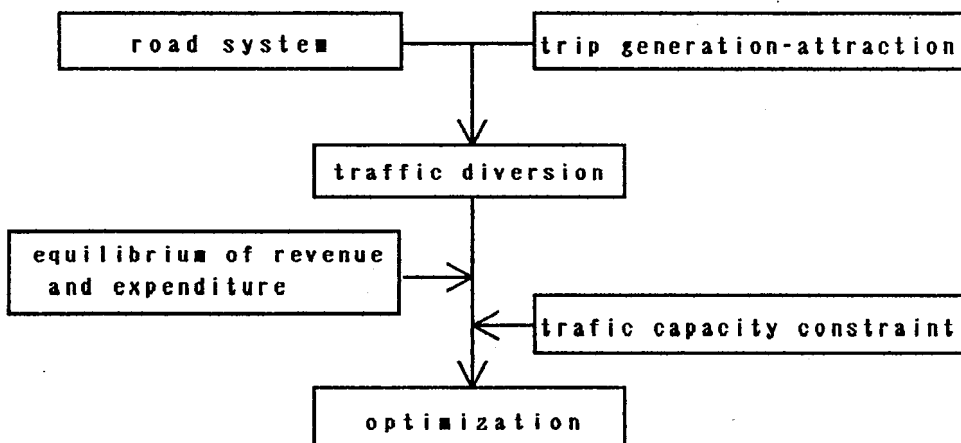 road system
trip generation-attraction
traffic diversion
equilibrium of revenue
and expenditure
trafic capacity constraint
optimization